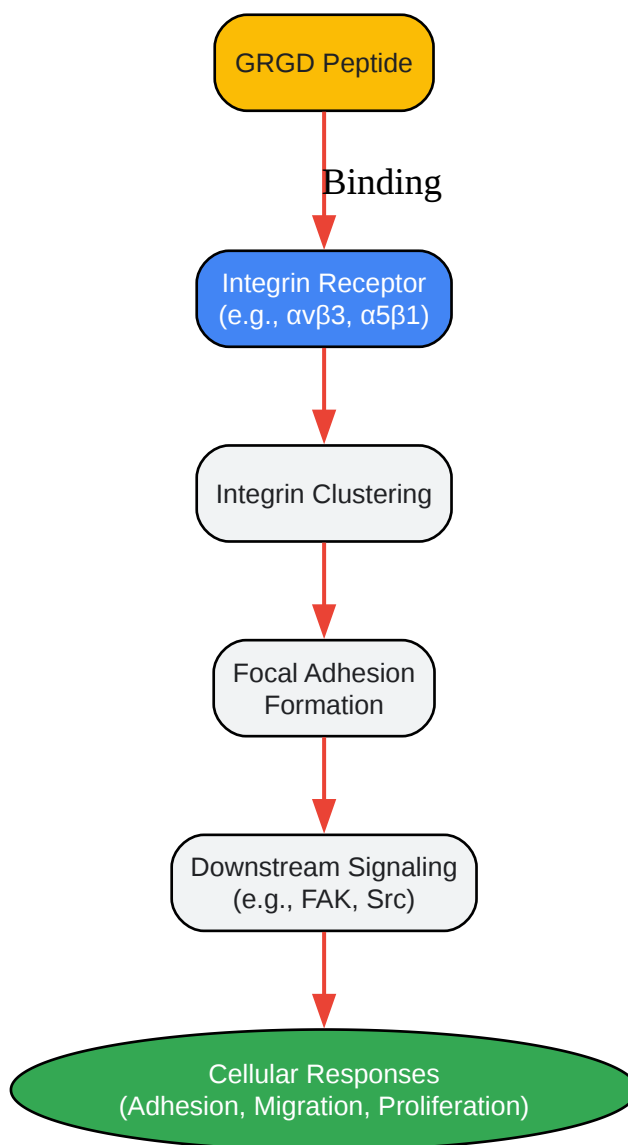 GRGD Peptide
Binding
Integrin Receptor
(e.g., αvβ3, α5β1)
Integrin Clustering
Focal Adhesion
Formation
Downstream Signaling
(e.g., FAK, Src)
Cellular Responses
(Adhesion, Migration, Proliferation)